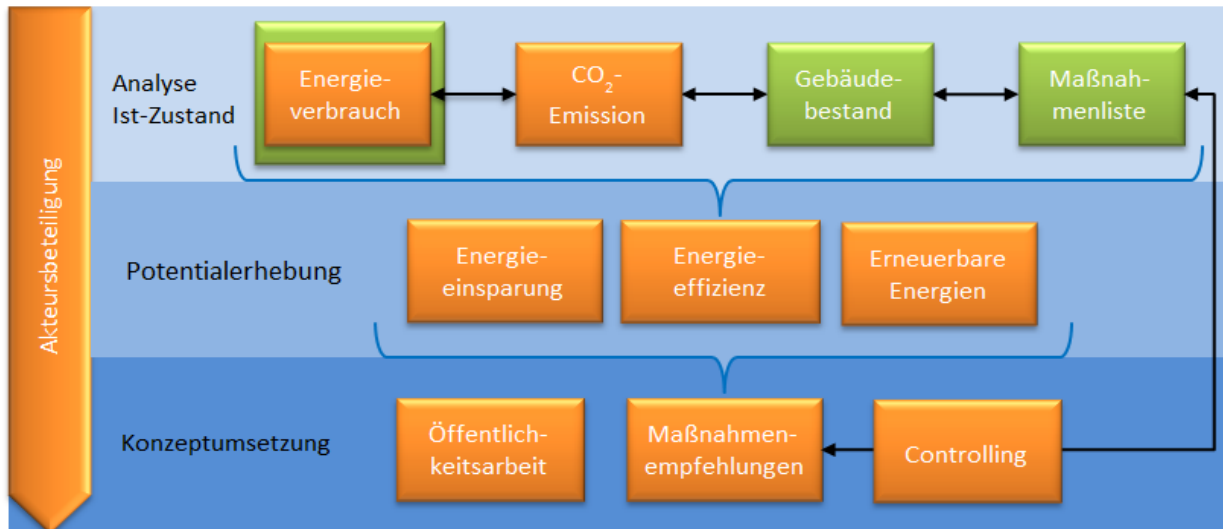 Akteursbeteiligung
Analyse
Ist-Zustand
Energie-
verbrauch
CO₂-
Emission
Gebäude-
bestand
Maßnah-
menliste
Potentialerhebung
Energie-
einsparung
Energie-
effizienz
Erneuerbare
Energien
Konzeptumsetzung
Öffentlich-
keitsarbeit
Maßnahmen-
empfehlungen
Controlling